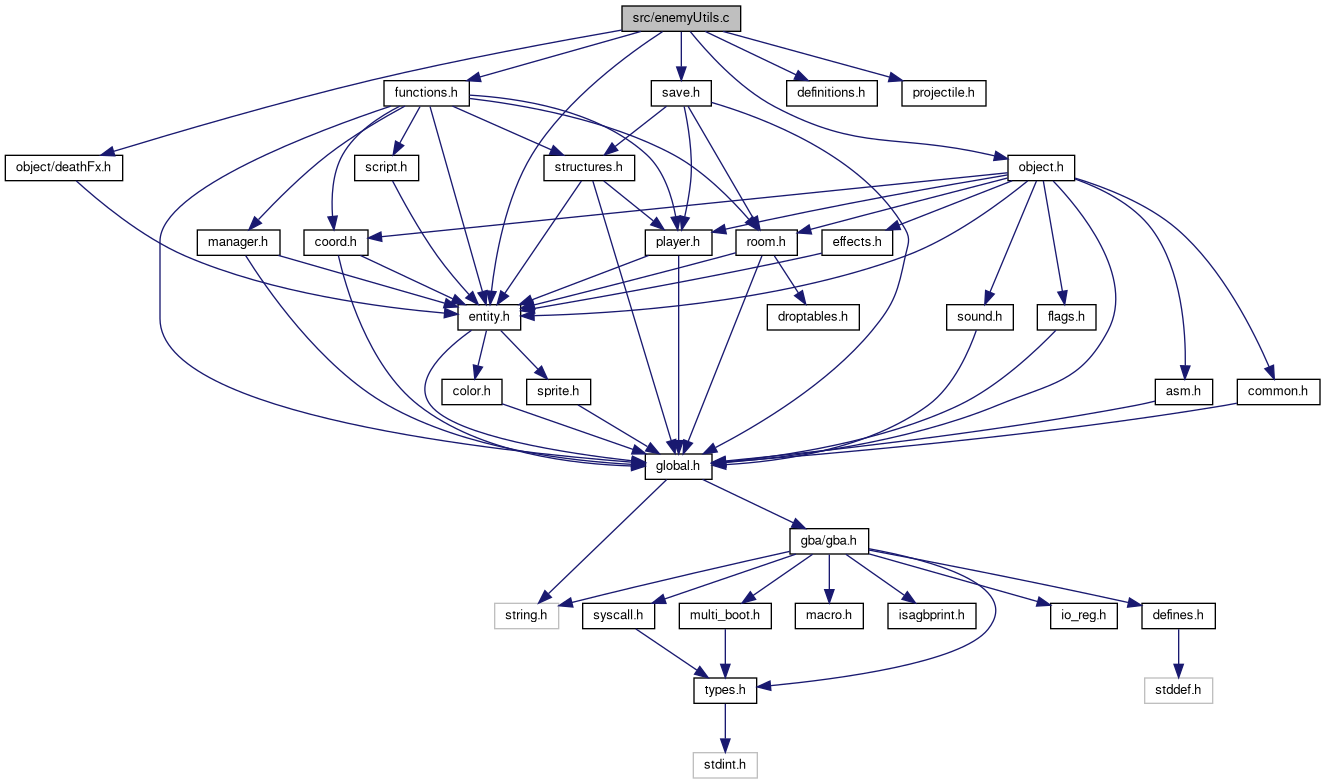 src/enemyUtils.c
functions.h
save.h
definitions.h
projectile.h
object/deathFx.h
script.h
structures.h
object.h
manager.h
coord.h
player.h
room.h
effects.h
entity.h
droptables.h
sound.h
flags.h
color.h
sprite.h
asm.h
common.h
global.h
gba/gba.h
string.h
syscall.h
multi_boot.h
macro.h
isagbprint.h
io_reg.h
defines.h
types.h
stddef.h
stdint.h